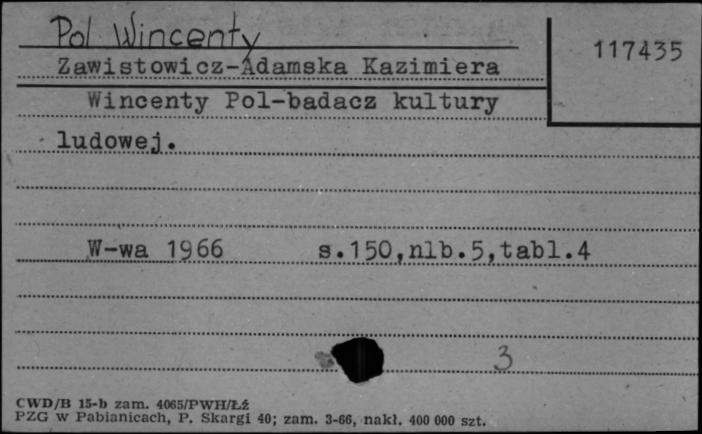 Pol Wincenty
117435
Zawistowicz-Adamska Kazimiera
Wincenty Pol-badacz kultury
ludowej.
W-wa 1966 s.150,nlb.5,tabl.4
3
CWD/B 15-b zam. 4065/PWH/Łź
PZG w Pabianicach, P. Skargi 40; zam. 3-66, nakł. 400 000 szt.